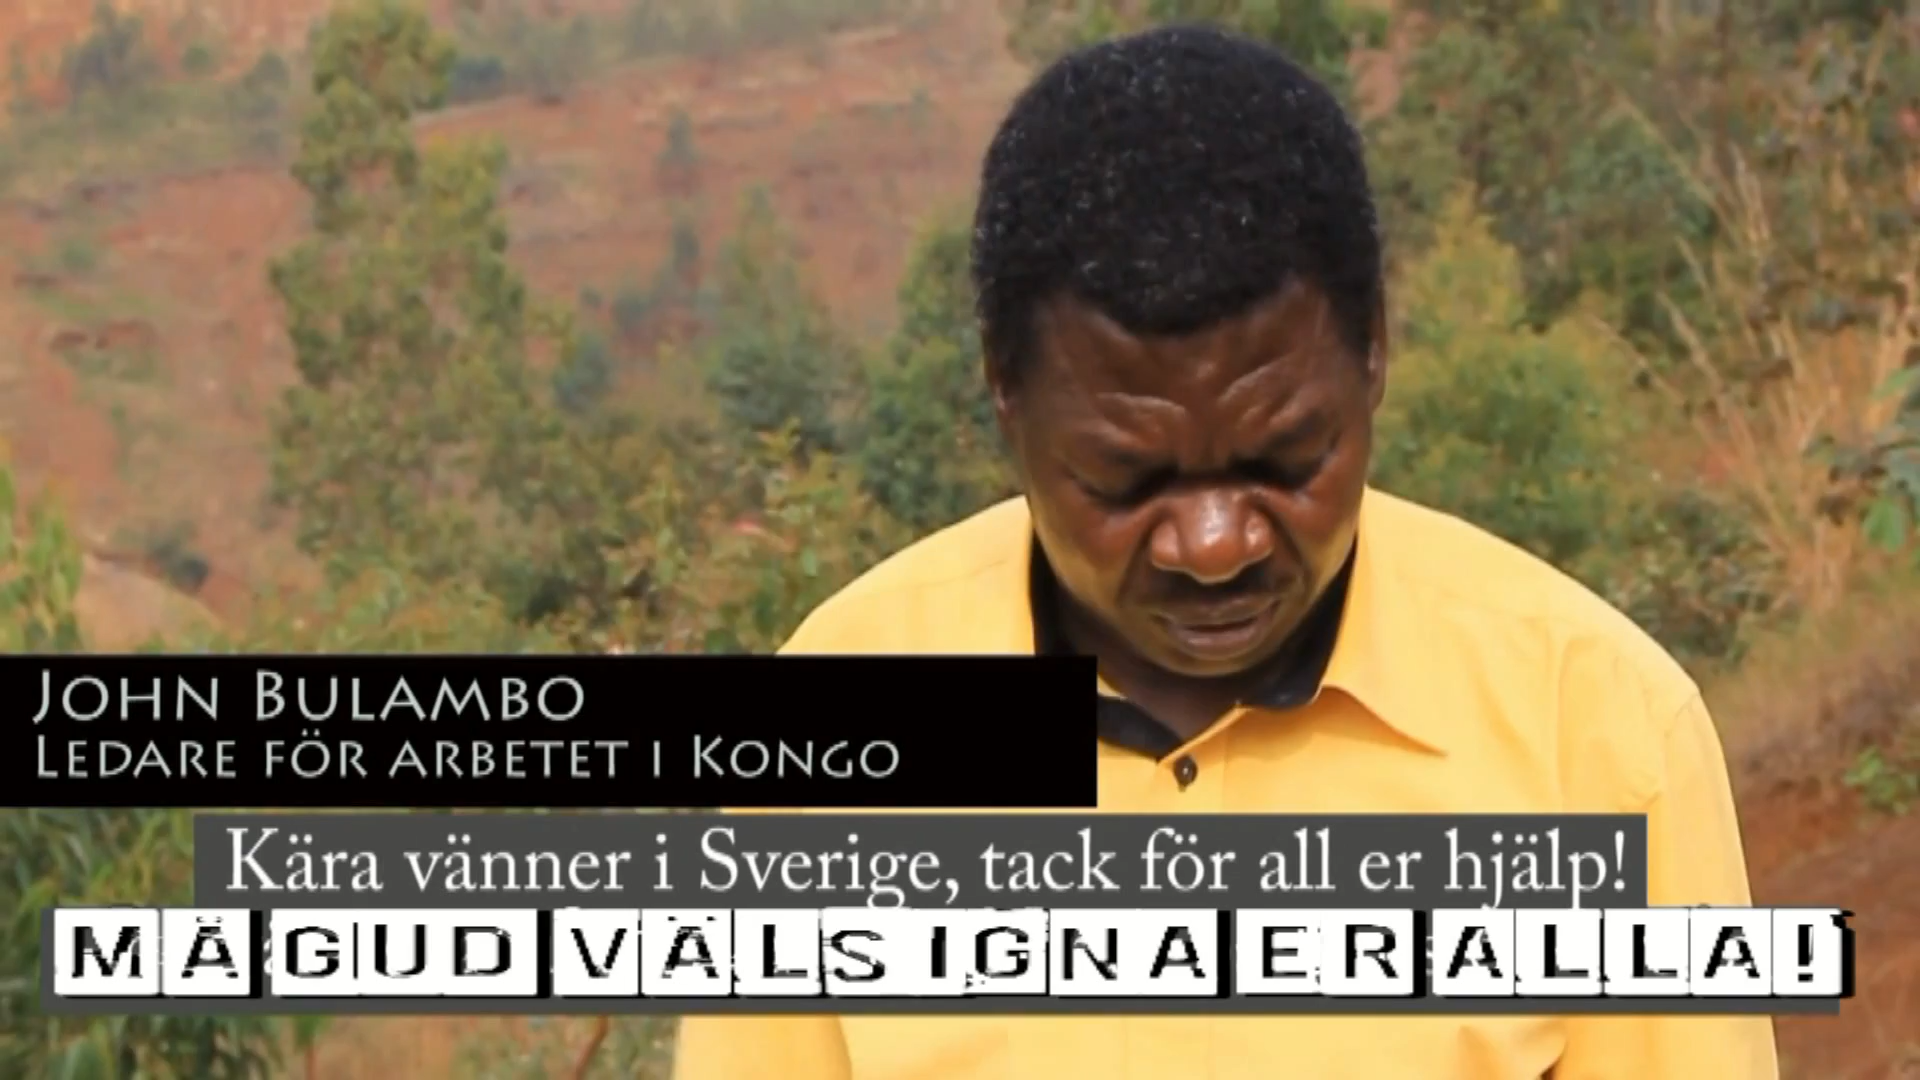 John Bulambo
Ledare för arbetet i Kongo
Kära vänner i Sverige, tack för all er hjälp!
MÅ GUD VÄLSIGNA ER ALLA!